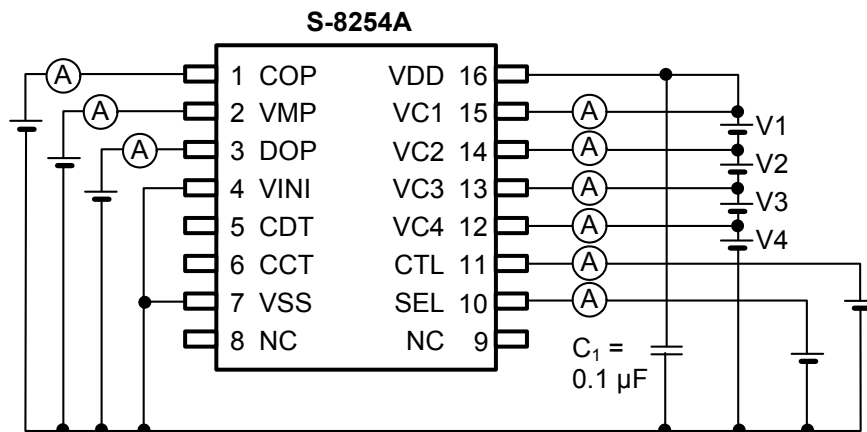 S-8254A
A
A
A
1 COP
2 VMP
3 DOP
4 VINI
5 CDT
6 CCT
7 VSS
8 NC
VDD 16
VC1 15
VC2 14
VC3 13
VC4 12
CTL 11
SEL 10
NC 9
A
A
A
A
A
A
V1
V2
V3
V4
C₁ =
0.1 µF